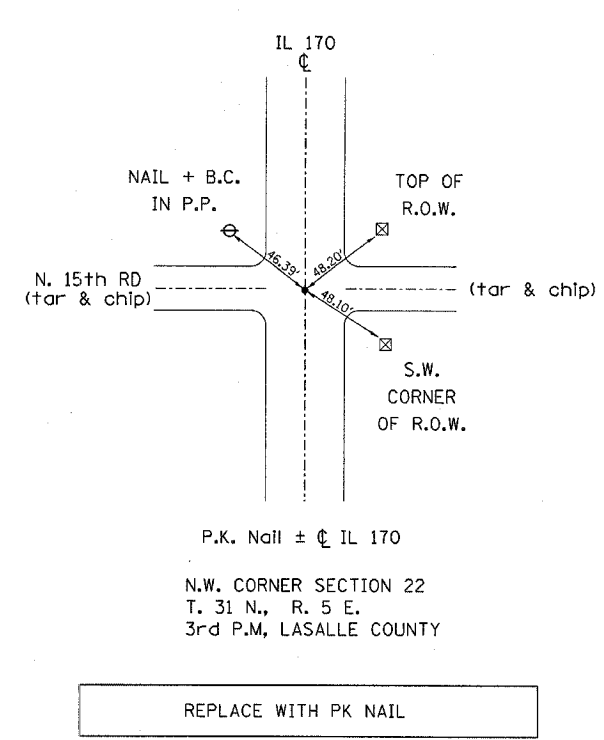 IL 170
℄
NAIL + B.C.
IN P.P.
TOP OF
R.O.W.
46.39'
48.20'
N. 15th RD
(tar & chip)
(tar & chip)
48.10'
S.W.
CORNER
OF R.O.W.
P.K. Nail ± ℄ IL 170
N.W. CORNER SECTION 22
T. 31 N., R. 5 E.
3rd P.M, LASALLE COUNTY
REPLACE WITH PK NAIL